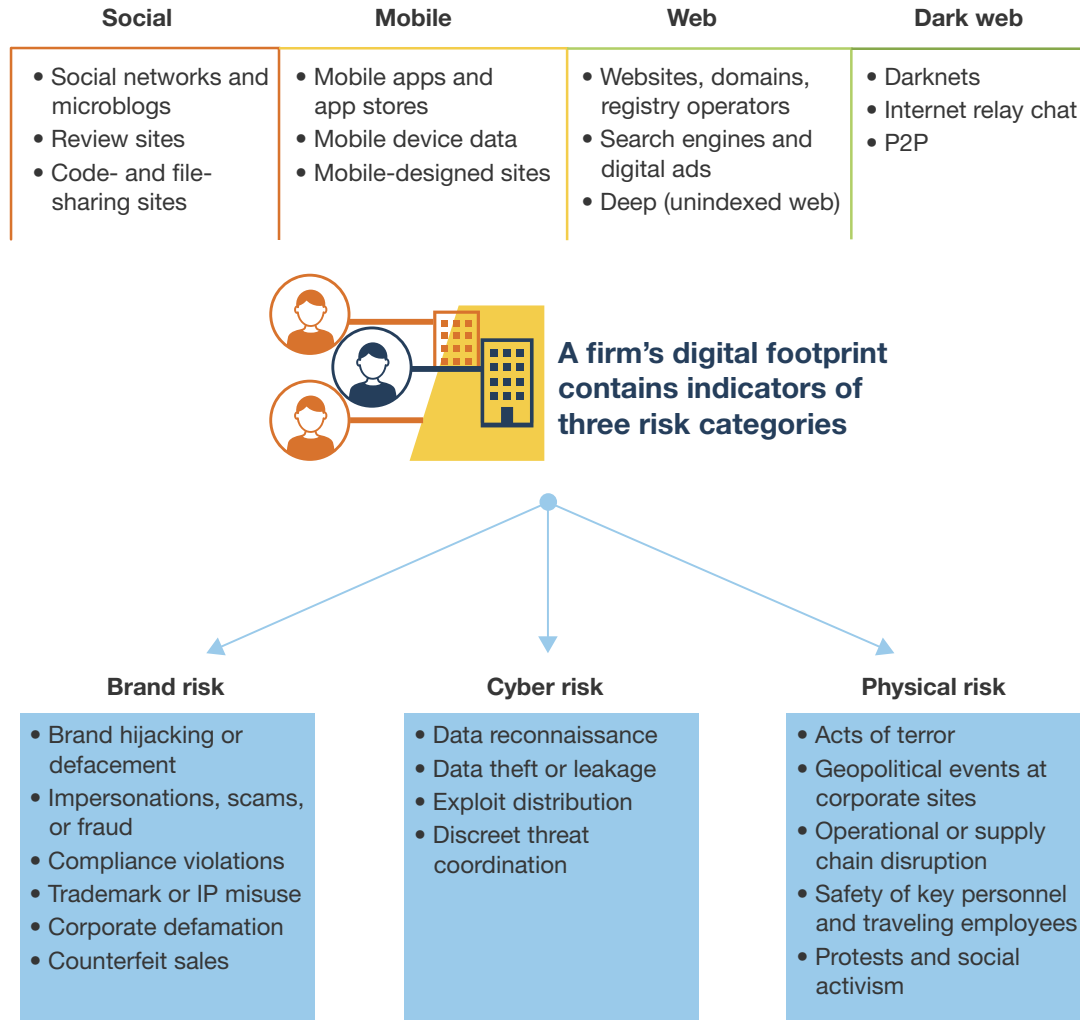 Social
• Social networks and
microblogs
• Review sites
• Code- and file-
sharing sites
Mobile
• Mobile apps and
app stores
• Mobile device data
• Mobile-designed sites
Web
• Websites, domains,
registry operators
• Search engines and
digital ads
• Deep (unindexed web)
Dark web
• Darknets
• Internet relay chat
• P2P
A firm’s digital footprint
contains indicators of
three risk categories
Brand risk
• Brand hijacking or
defacement
• Impersonations, scams,
or fraud
• Compliance violations
• Trademark or IP misuse
• Corporate defamation
• Counterfeit sales
Cyber risk
• Data reconnaissance
• Data theft or leakage
• Exploit distribution
• Discreet threat
coordination
Physical risk
• Acts of terror
• Geopolitical events at
corporate sites
• Operational or supply
chain disruption
• Safety of key personnel
and traveling employees
• Protests and social
activism